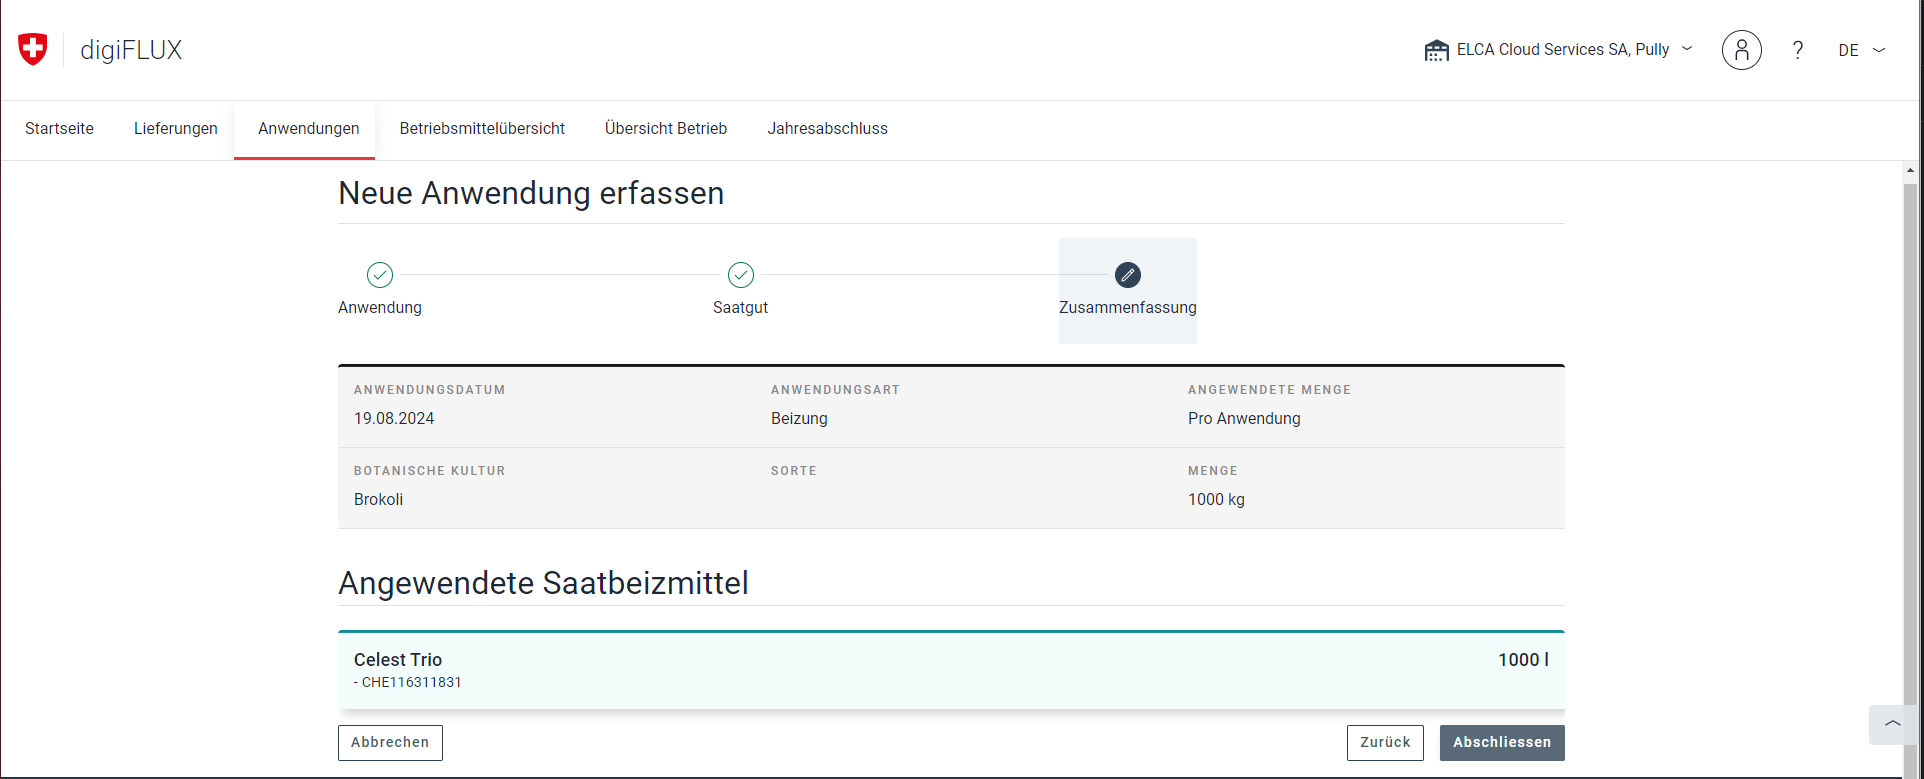 digiFLUX
ELCA Cloud Services SA, Pully
?
DE
Startseite
Lieferungen
Anwendungen
Betriebsmittelübersicht
Übersicht Betrieb
Jahresabschluss
Neue Anwendung erfassen
Anwendung
Saatgut
Zusammenfassung
ANWENDUNGSDATUM
ANWENDUNGSART
ANGEWENDETE MENGE
19.08.2024
Beizung
Pro Anwendung
BOTANISCHE KULTUR
SORTE
MENGE
Brokoli
1000 kg
Angewendete Saatbeizmittel
Celest Trio
1000 l
- CHE116311831
Abbrechen
Zurück
Abschliessen